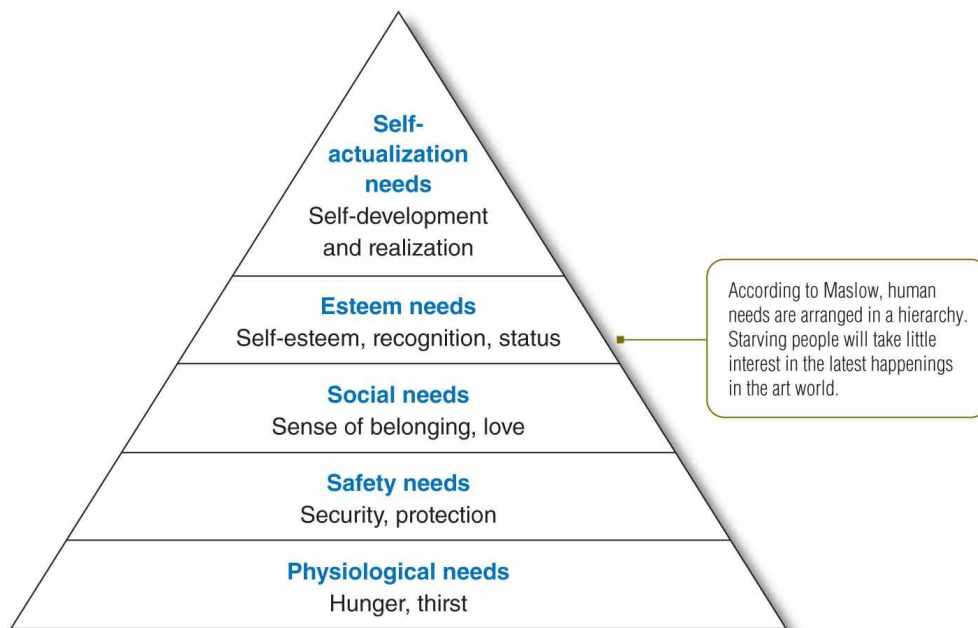 Self-
actualization
needs
Self-development
and realization
Esteem needs
Self-esteem, recognition, status
Social needs
Sense of belonging, love
Safety needs
Security, protection
Physiological needs
Hunger, thirst
According to Maslow, human
needs are arranged in a hierarchy.
Starving people will take little
interest in the latest happenings
in the art world.